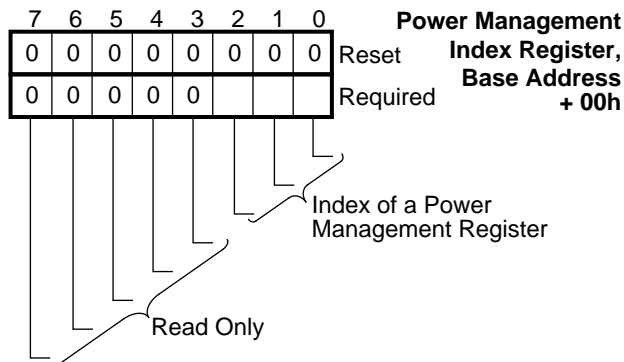 7 6 5 4 3 2 1 0
Power Management
Index Register,
Base Address
+ 00h
0 0 0 0 0 0 0 0 Reset
0 0 0 0 0 Required
Index of a Power
Management Register
Read Only